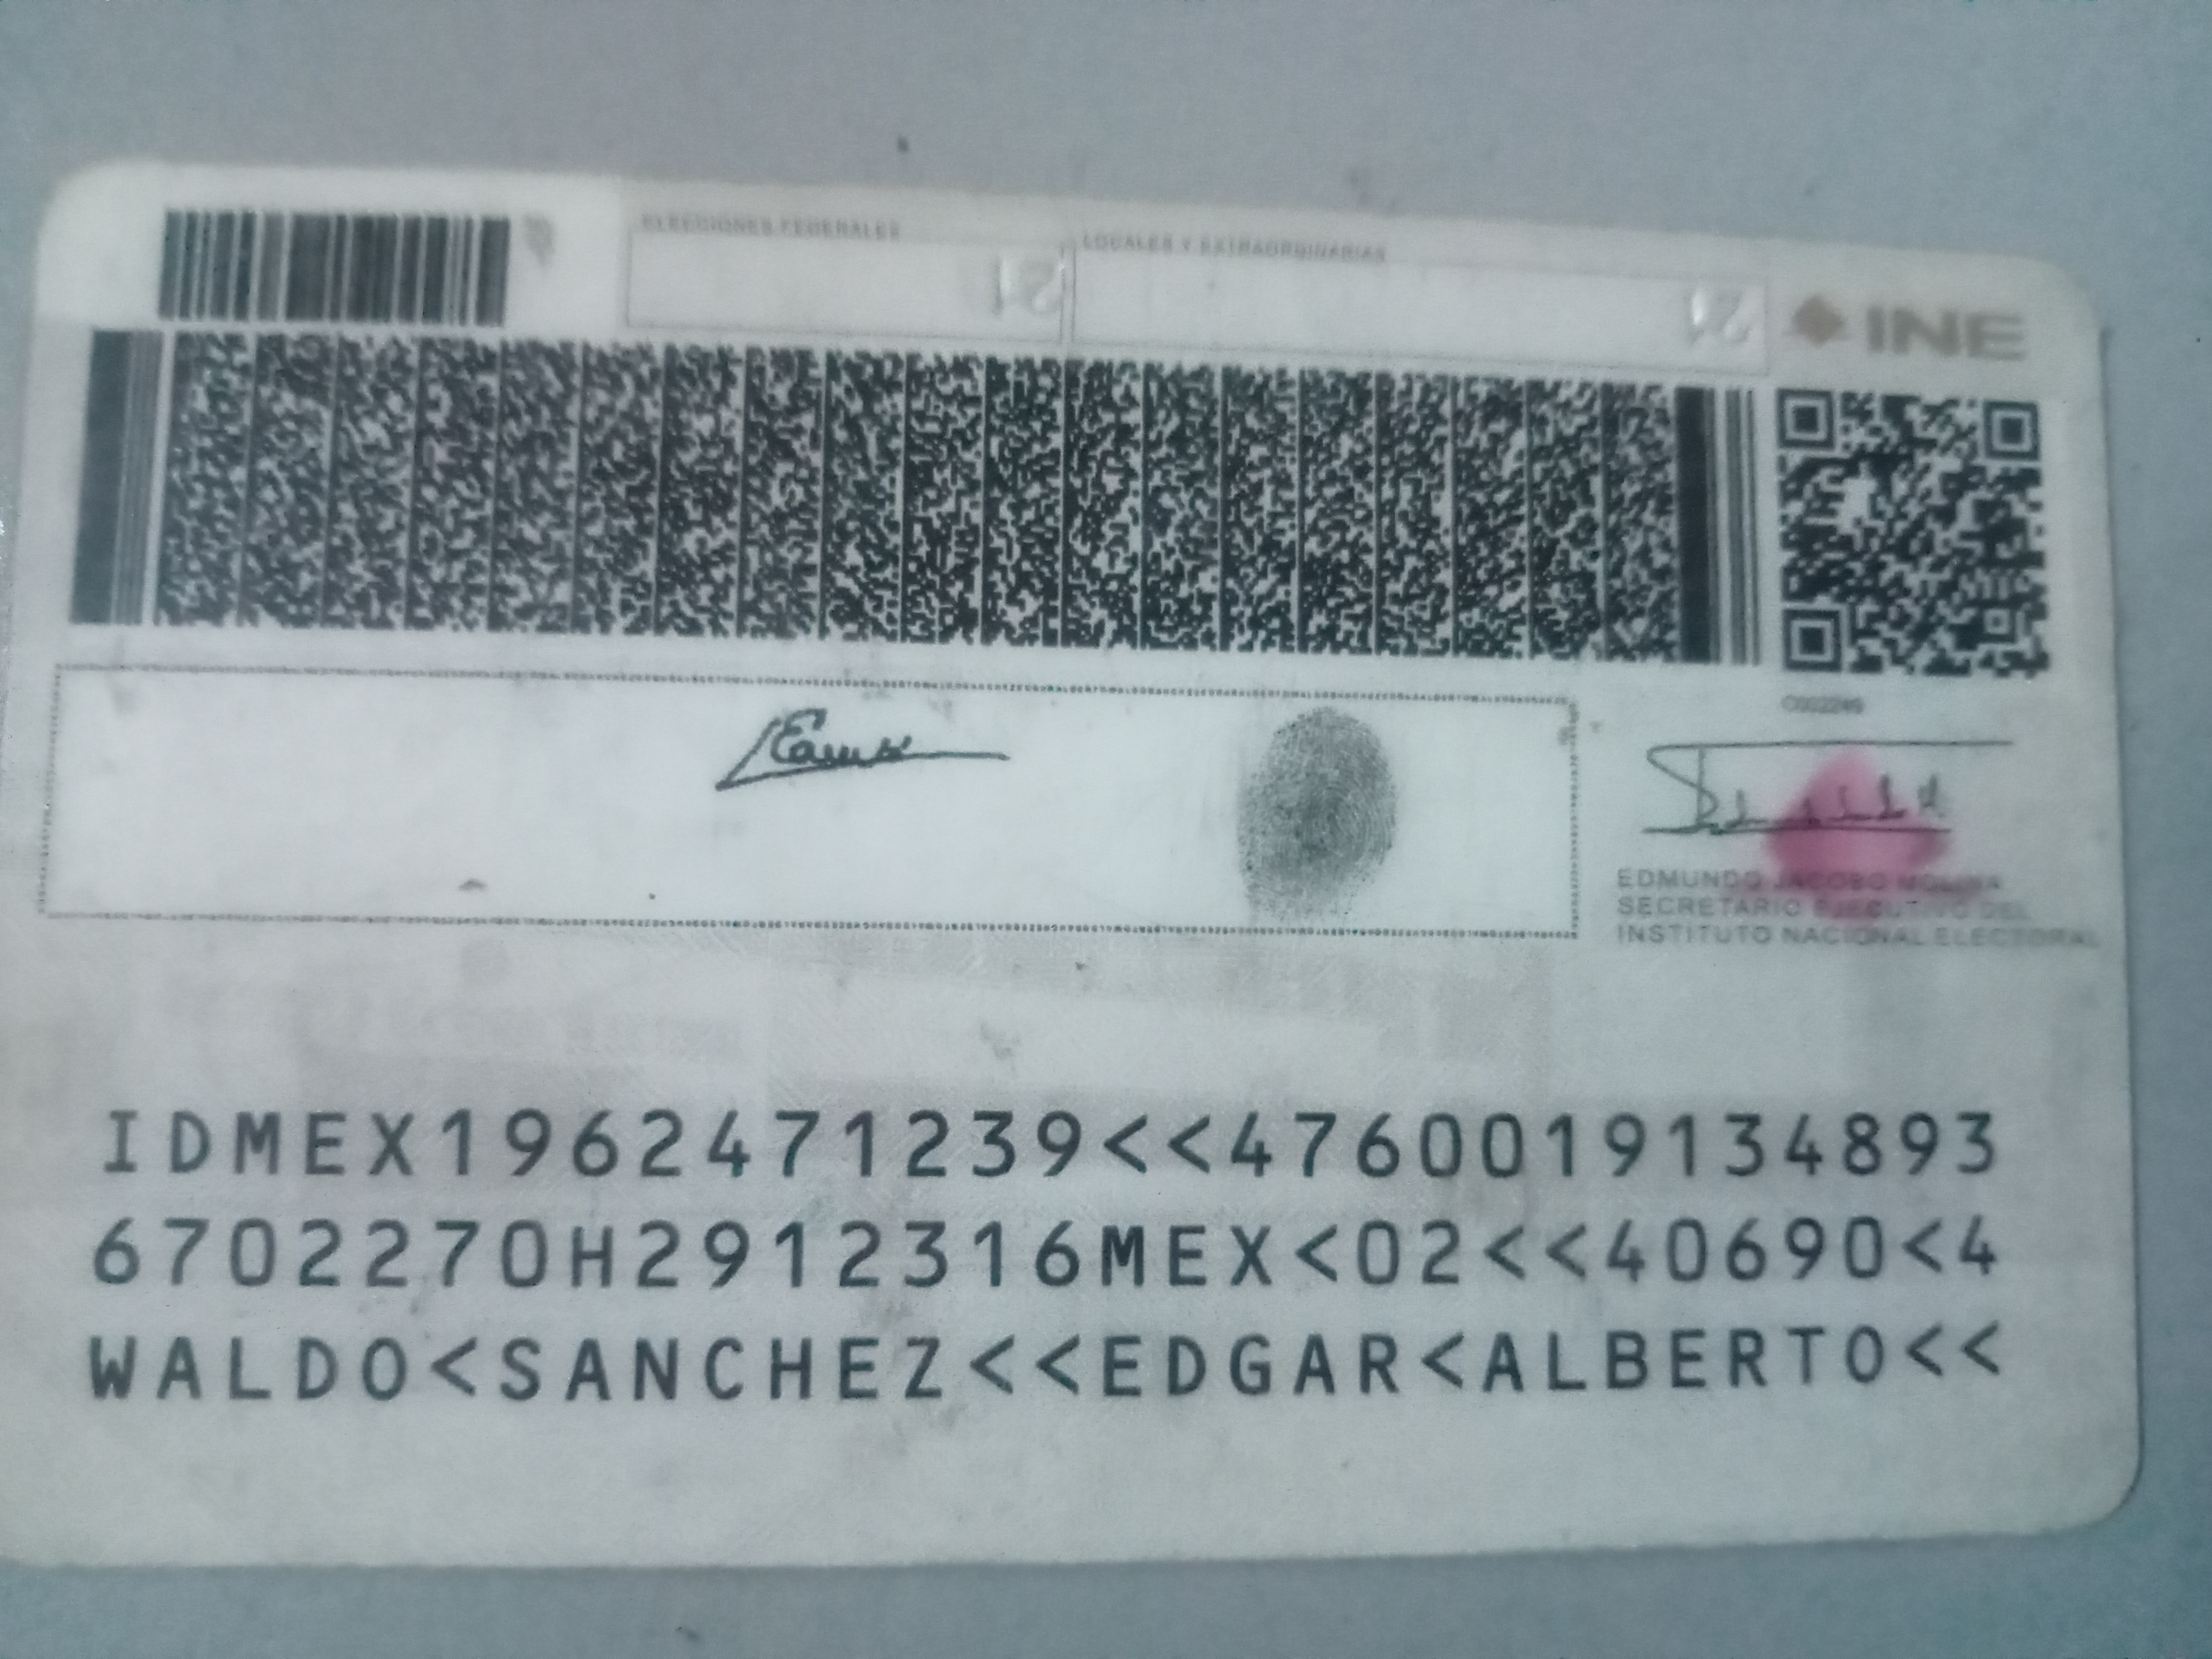 ELECCIONES FEDERALES
LOCALES Y EXTRAORDINARIAS
21
21
INE
EDMUNDO JACOBO MOLINA
SECRETARIO EJECUTIVO DEL
INSTITUTO NACIONAL ELECTORAL
IDMEX1962471239<<4760019134893
6702270H2912316MEX<02<<40690<4
WALDO<SANCHEZ<<EDGAR<ALBERTO<<